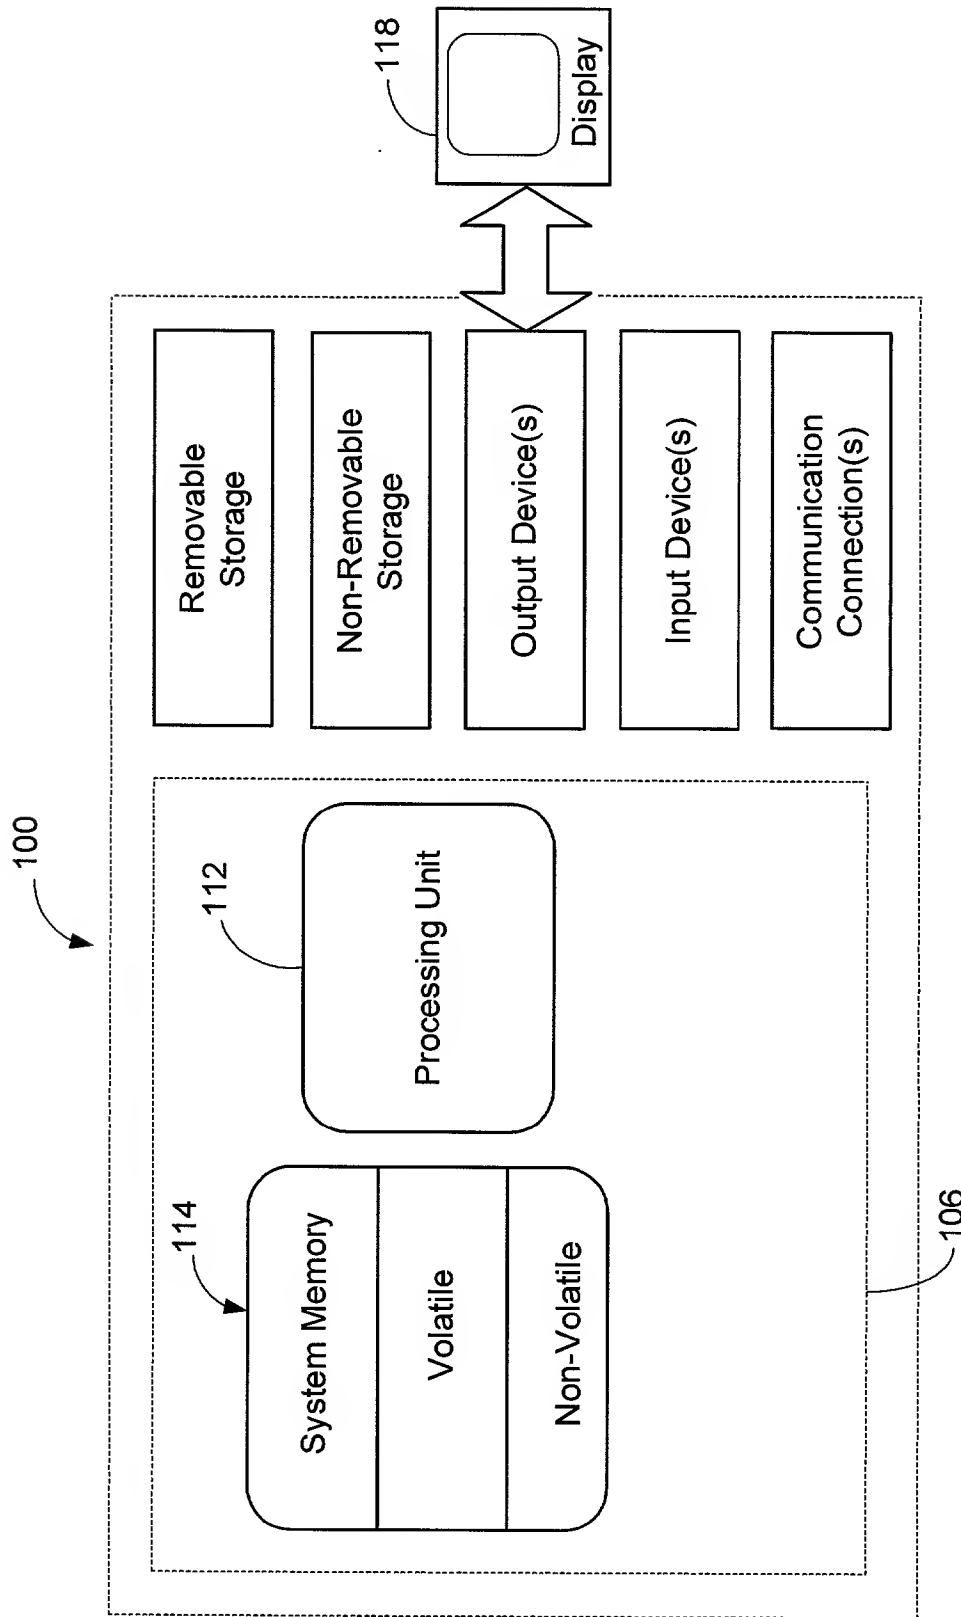 100
114
System Memory
Volatile
Non-Volatile
112
Processing Unit
106
Removable
Storage
Non-Removable
Storage
Output Device(s)
Input Device(s)
Communication
Connection(s)
118
Display